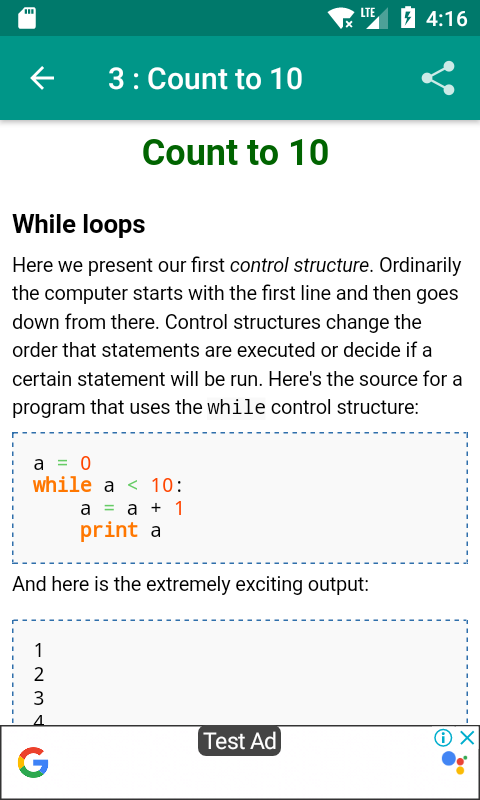 LTE 4:16
3 : Count to 10
Count to 10
While loops
Here we present our first control structure. Ordinarily
the computer starts with the first line and then goes
down from there. Control structures change the
order that statements are executed or decide if a
certain statement will be run. Here's the source for a
program that uses the while control structure:
a = 0
while a < 10:
    a = a + 1
    print a
And here is the extremely exciting output:
1
2
3
4
Test Ad